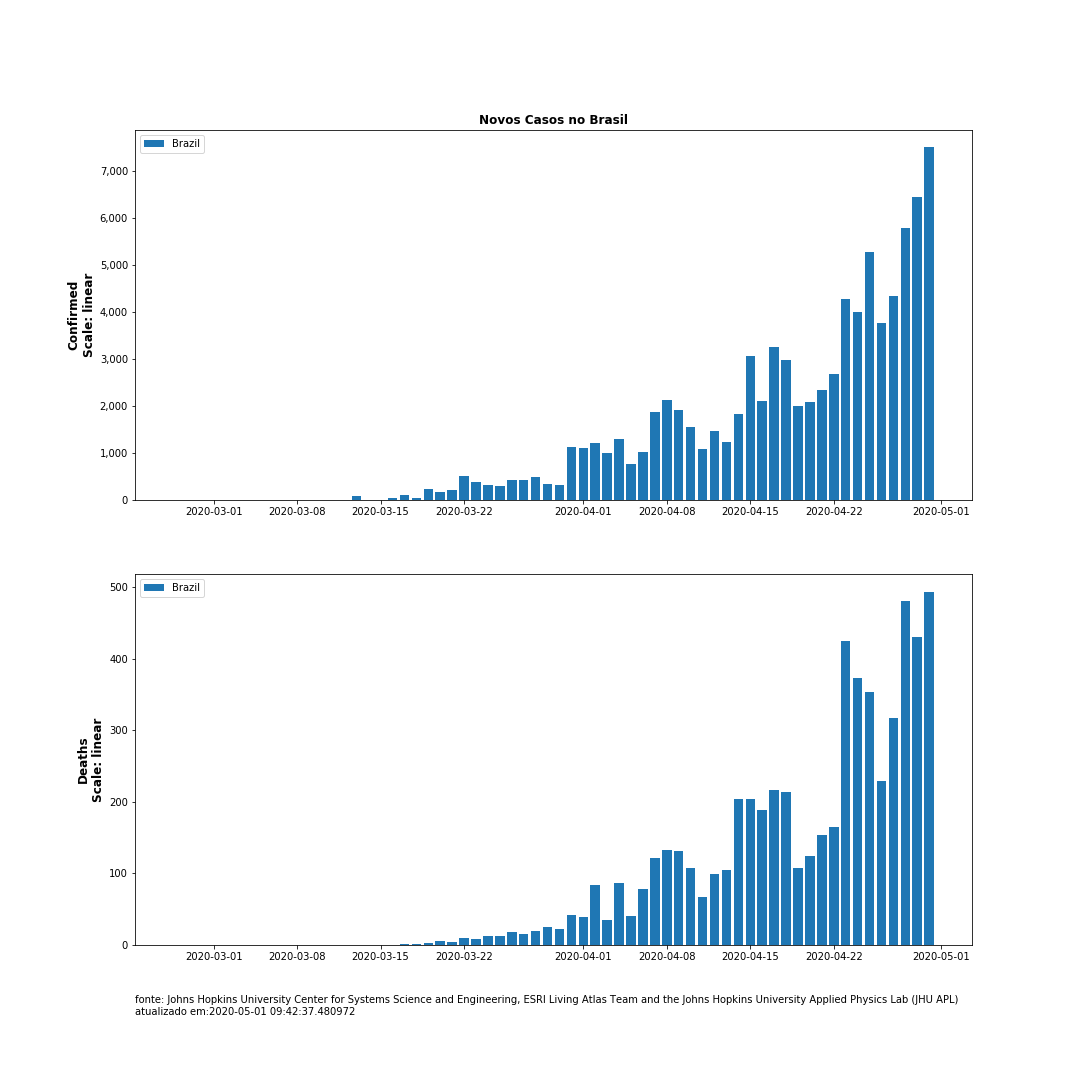 Novos Casos no Brasil
Brazil
Confirmed
Scale: linear
7,000
6,000
5,000
4,000
3,000
2,000
1,000
0
2020-03-01 2020-03-08 2020-03-15 2020-03-22 2020-04-01 2020-04-08 2020-04-15 2020-04-22 2020-05-01
Brazil
Deaths
Scale: linear
500
400
300
200
100
0
2020-03-01 2020-03-08 2020-03-15 2020-03-22 2020-04-01 2020-04-08 2020-04-15 2020-04-22 2020-05-01
fonte: Johns Hopkins University Center for Systems Science and Engineering, ESRI Living Atlas Team and the Johns Hopkins University Applied Physics Lab (JHU APL)
atualizado em:2020-05-01 09:42:37.480972